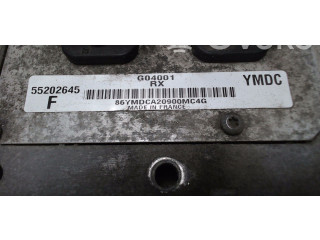 G04001
55202645 RX YMDC
F
86YMDCA20900MC4G
MADE IN FRANCE